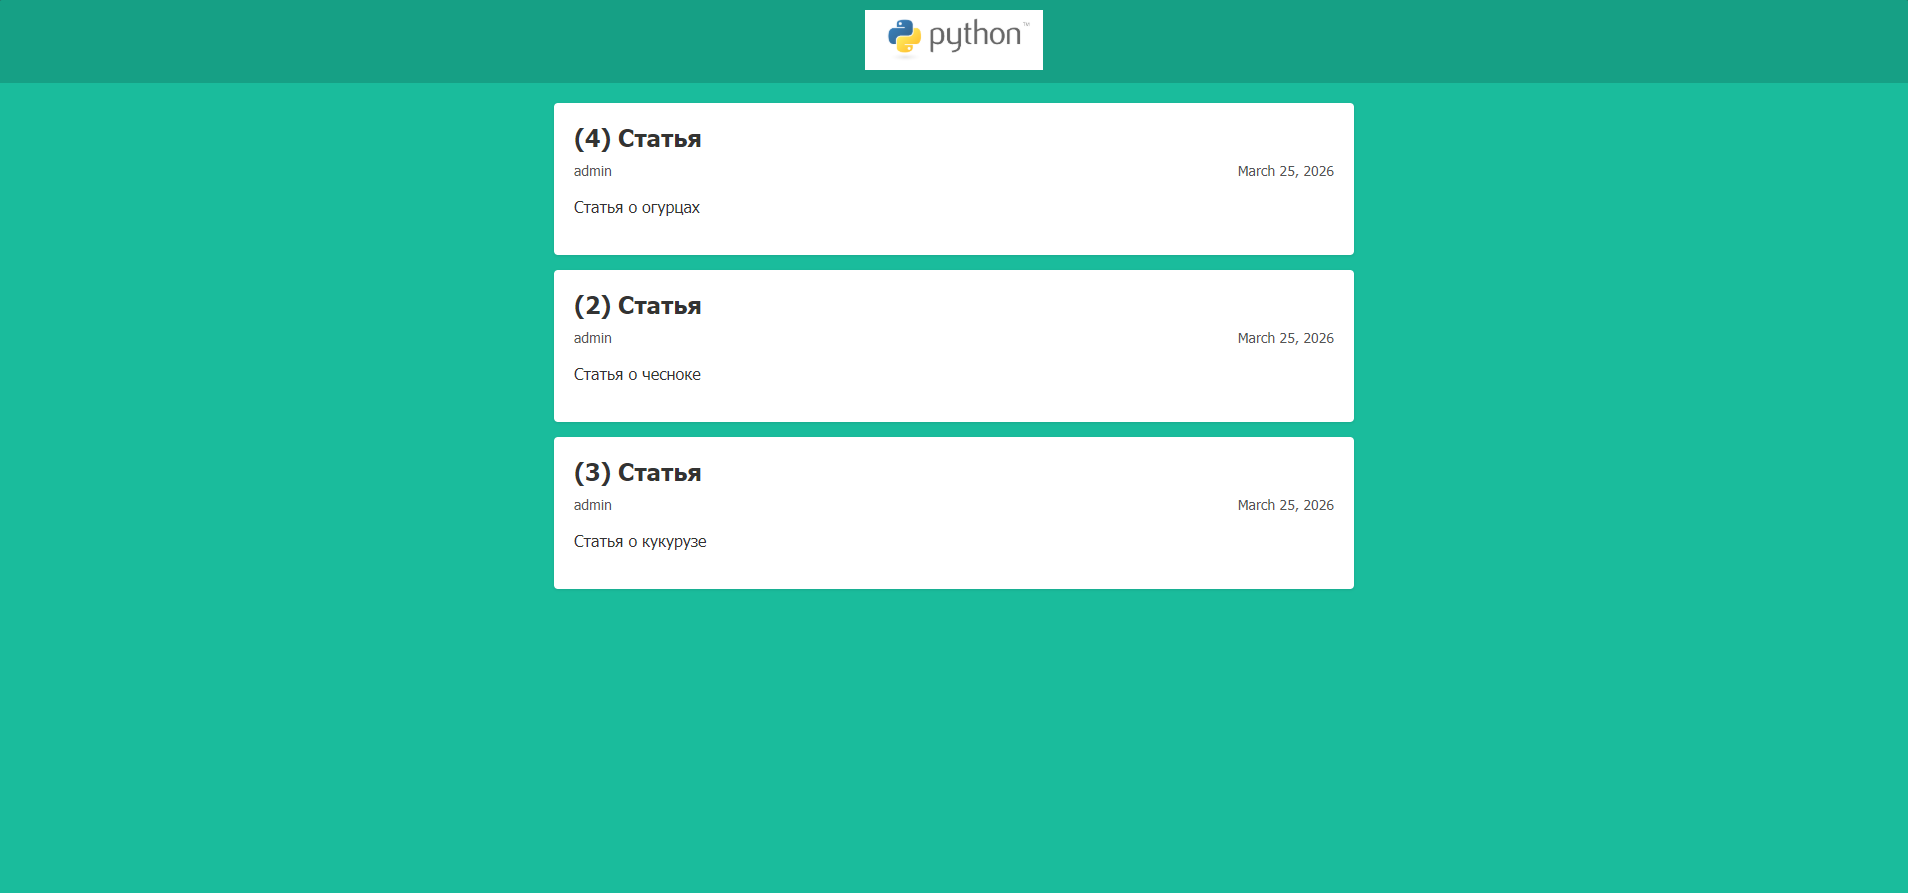 python™
(4) Статья
admin March 25, 2026
Статья о огурцах
(2) Статья
admin March 25, 2026
Статья о чесноке
(3) Статья
admin March 25, 2026
Статья о кукурузе